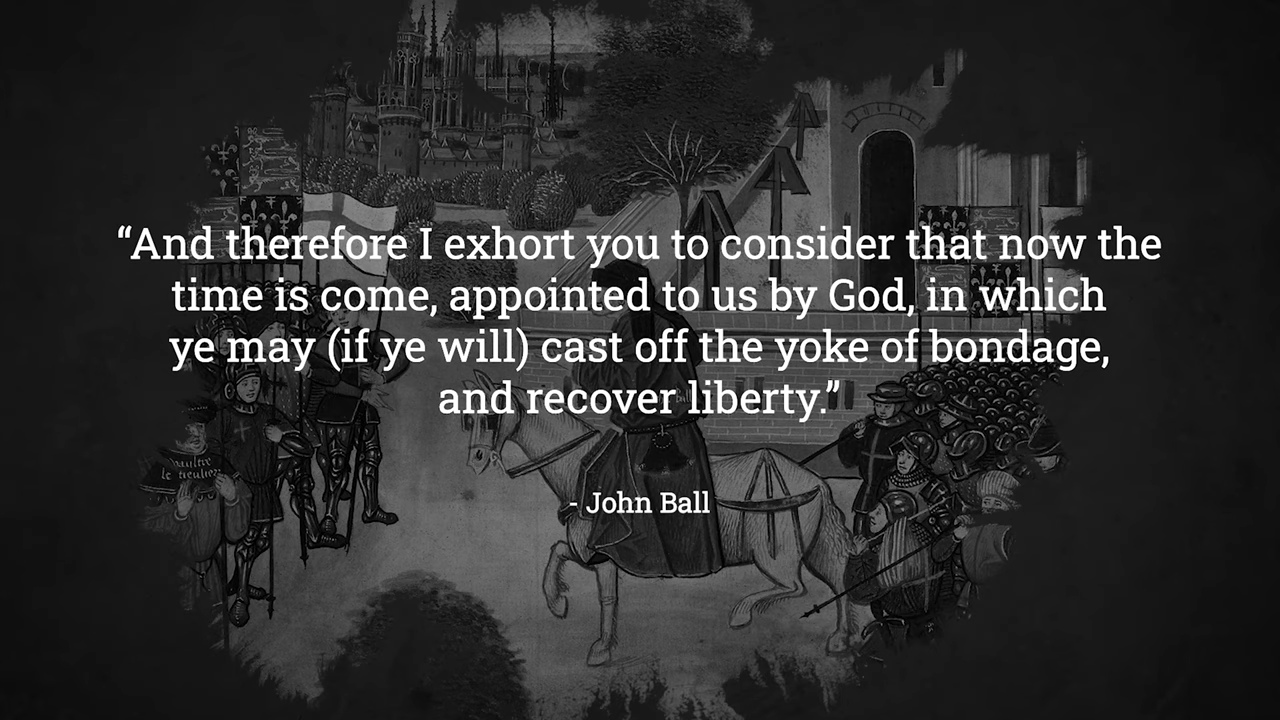 “And therefore I exhort you to consider that now the
time is come, appointed to us by God, in which
ye may (if ye will) cast off the yoke of bondage,
and recover liberty.”
- John Ball